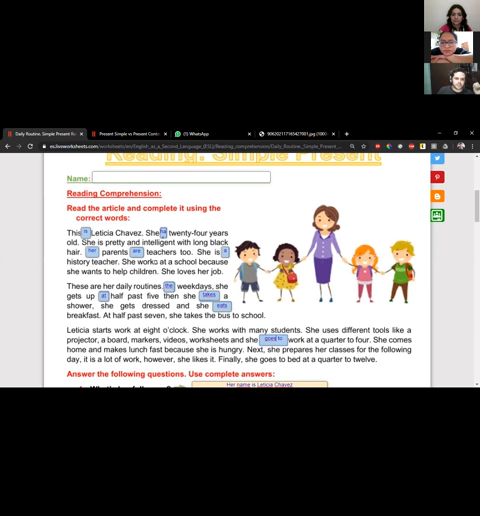 Daily Routine. Simple Present R
Present Simple vs Present Cont
(1) WhatsApp
906202117165427001.jpg (100
es.liveworksheets.com/worksheets/en/English_as_a_Second_Language_(ESL)/Reading_comprehension/Daily_Routine._Simple_Present_
Reading: Simple Present
Name:
Reading Comprehension:
Read the article and complete it using the
correct words:
This is Leticia Chavez. She ha twenty-four years
old. She is pretty and intelligent with long black
hair. her parents are teachers too. She is a
history teacher. She works at a school because
she wants to help children. She loves her job.
These are her daily routines. the weekdays, she
gets up at half past five then she takes a
shower, she gets dressed and she eats
breakfast. At half past seven, she takes the bus to school.
Leticia starts work at eight o'clock. She works with many students. She uses different tools like a
projector, a board, markers, videos, worksheets and she goes to work at a quarter to four. She comes
home and makes lunch fast because she is hungry. Next, she prepares her classes for the following
day, it is a lot of work, however, she likes it. Finally, she goes to bed at a quarter to twelve.
Answer the following questions. Use complete answers:
Her name is Leticia Chavez